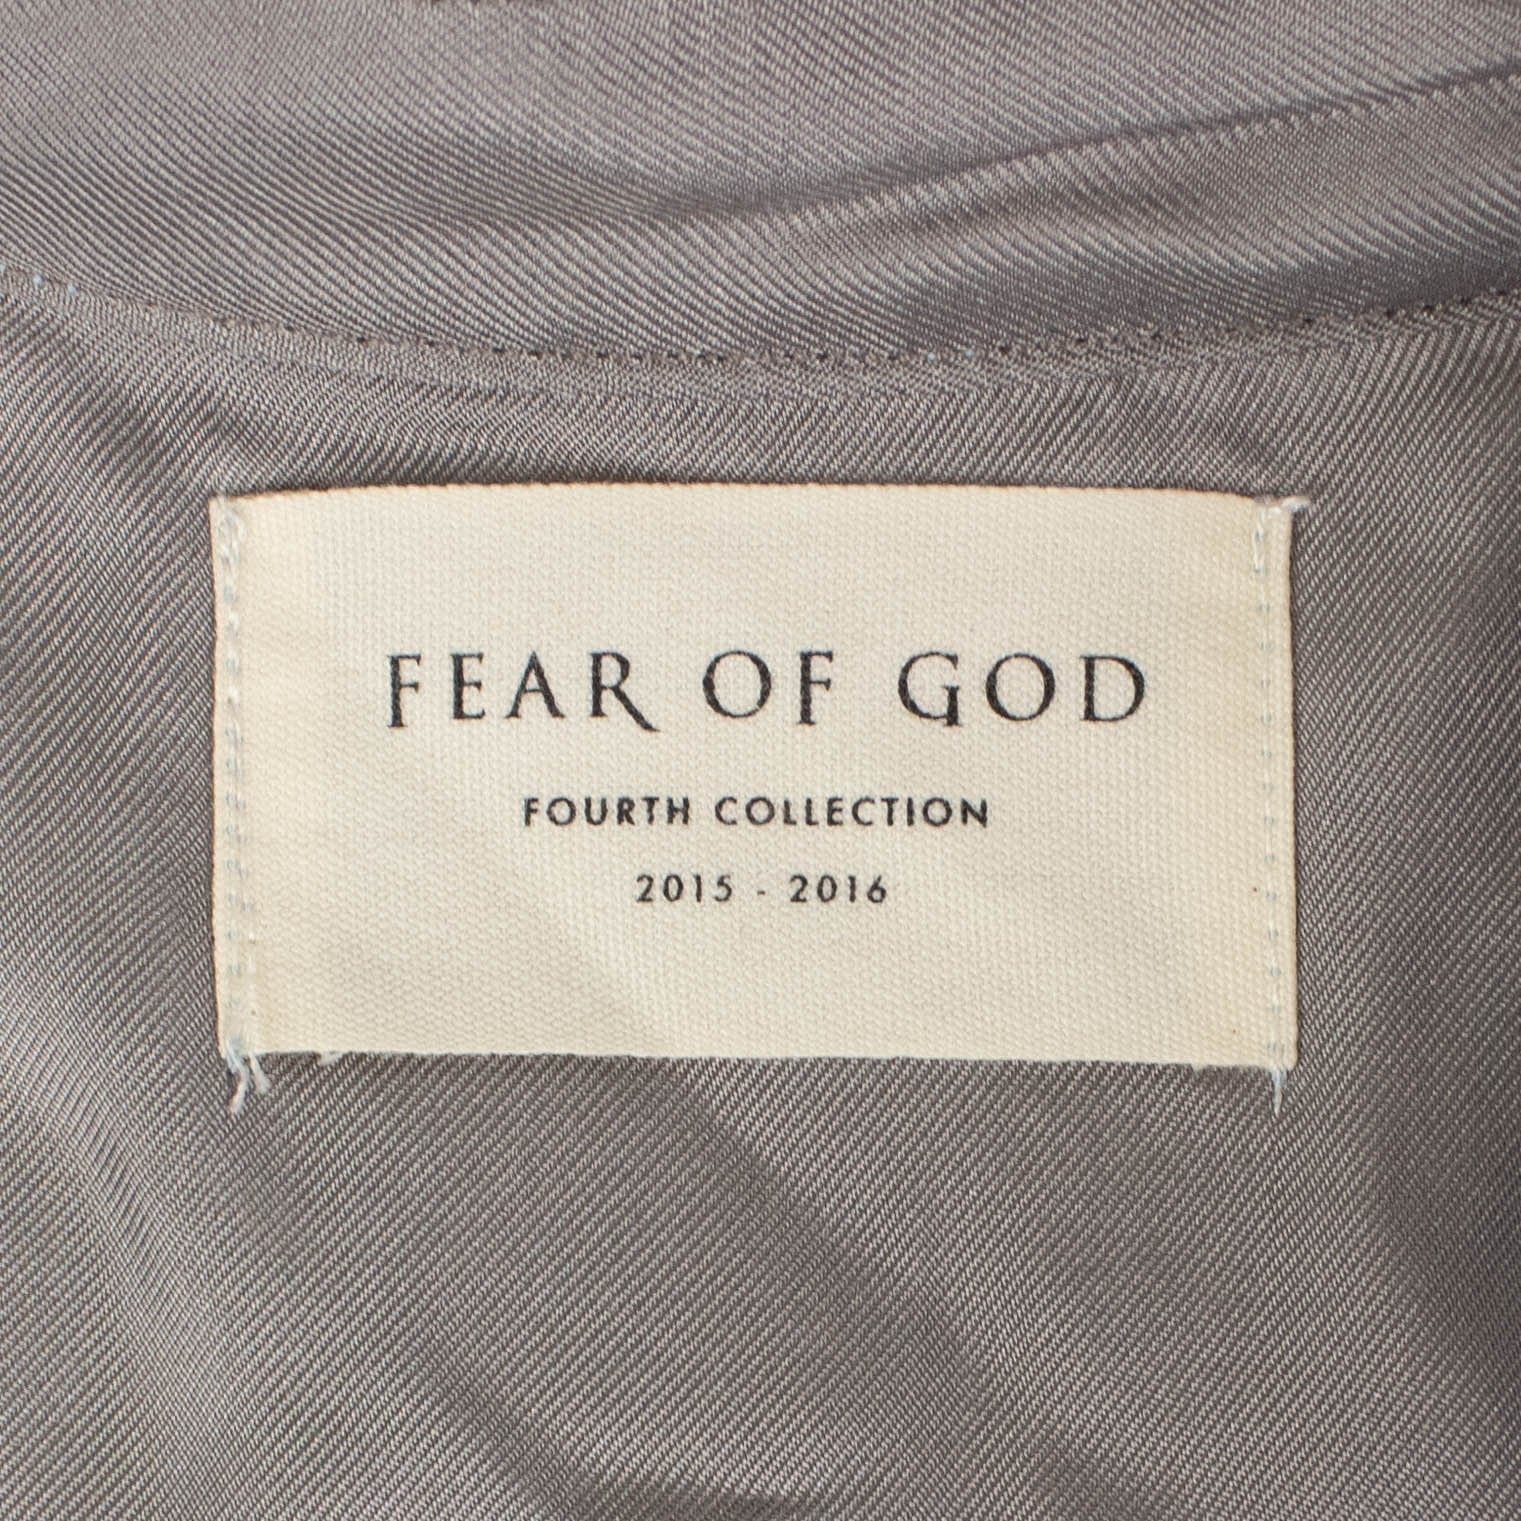 FEAR OF GOD
FOURTH COLLECTION
2015 - 2016